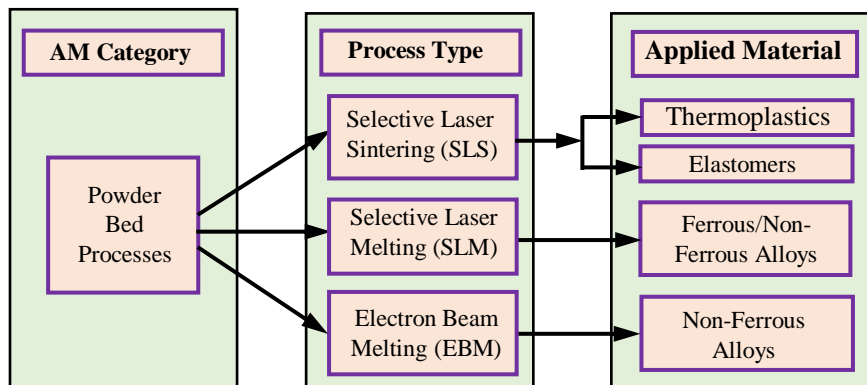 AM Category
Powder
Bed
Processes
Process Type
Selective Laser
Sintering (SLS)
Selective Laser
Melting (SLM)
Electron Beam
Melting (EBM)
Applied Material
Thermoplastics
Elastomers
Ferrous/Non-
Ferrous Alloys
Non-Ferrous
Alloys